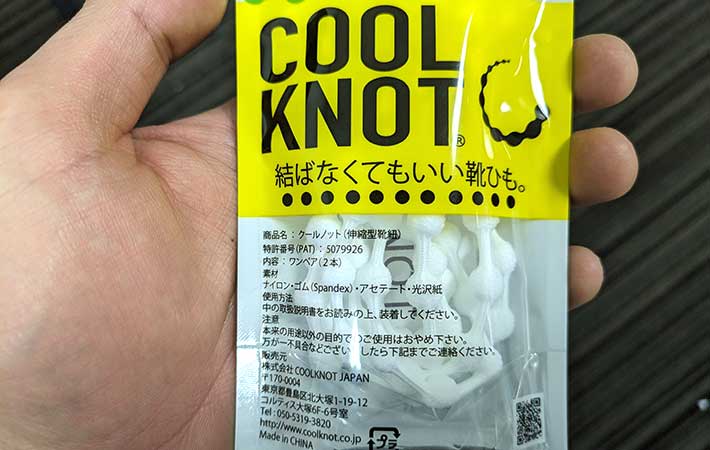 COOL
KNOT®
結ばなくてもいい靴ひも。
商品名：クールノット（伸縮型靴紐）
特許番号(PAT)：5079926
内容：ワンペア(２本)
素材
ナイロン・ゴム(Spandex)・アセテート・光沢紙
使用方法
中の取扱説明書をお読みの上、装着してください。
注意
本来の用途以外の目的でのご使用はおやめ下さい。
万が一不具合などございましたら下記までご連絡ください。
販売元
株式会社 COOLKNOT JAPAN
〒170-0004
東京都豊島区北大塚1-19-12
コルティス大塚6F-6号室
Tel : 050-5319-3820
http://www.coolknot.co.jp
Made in CHINA
プラ